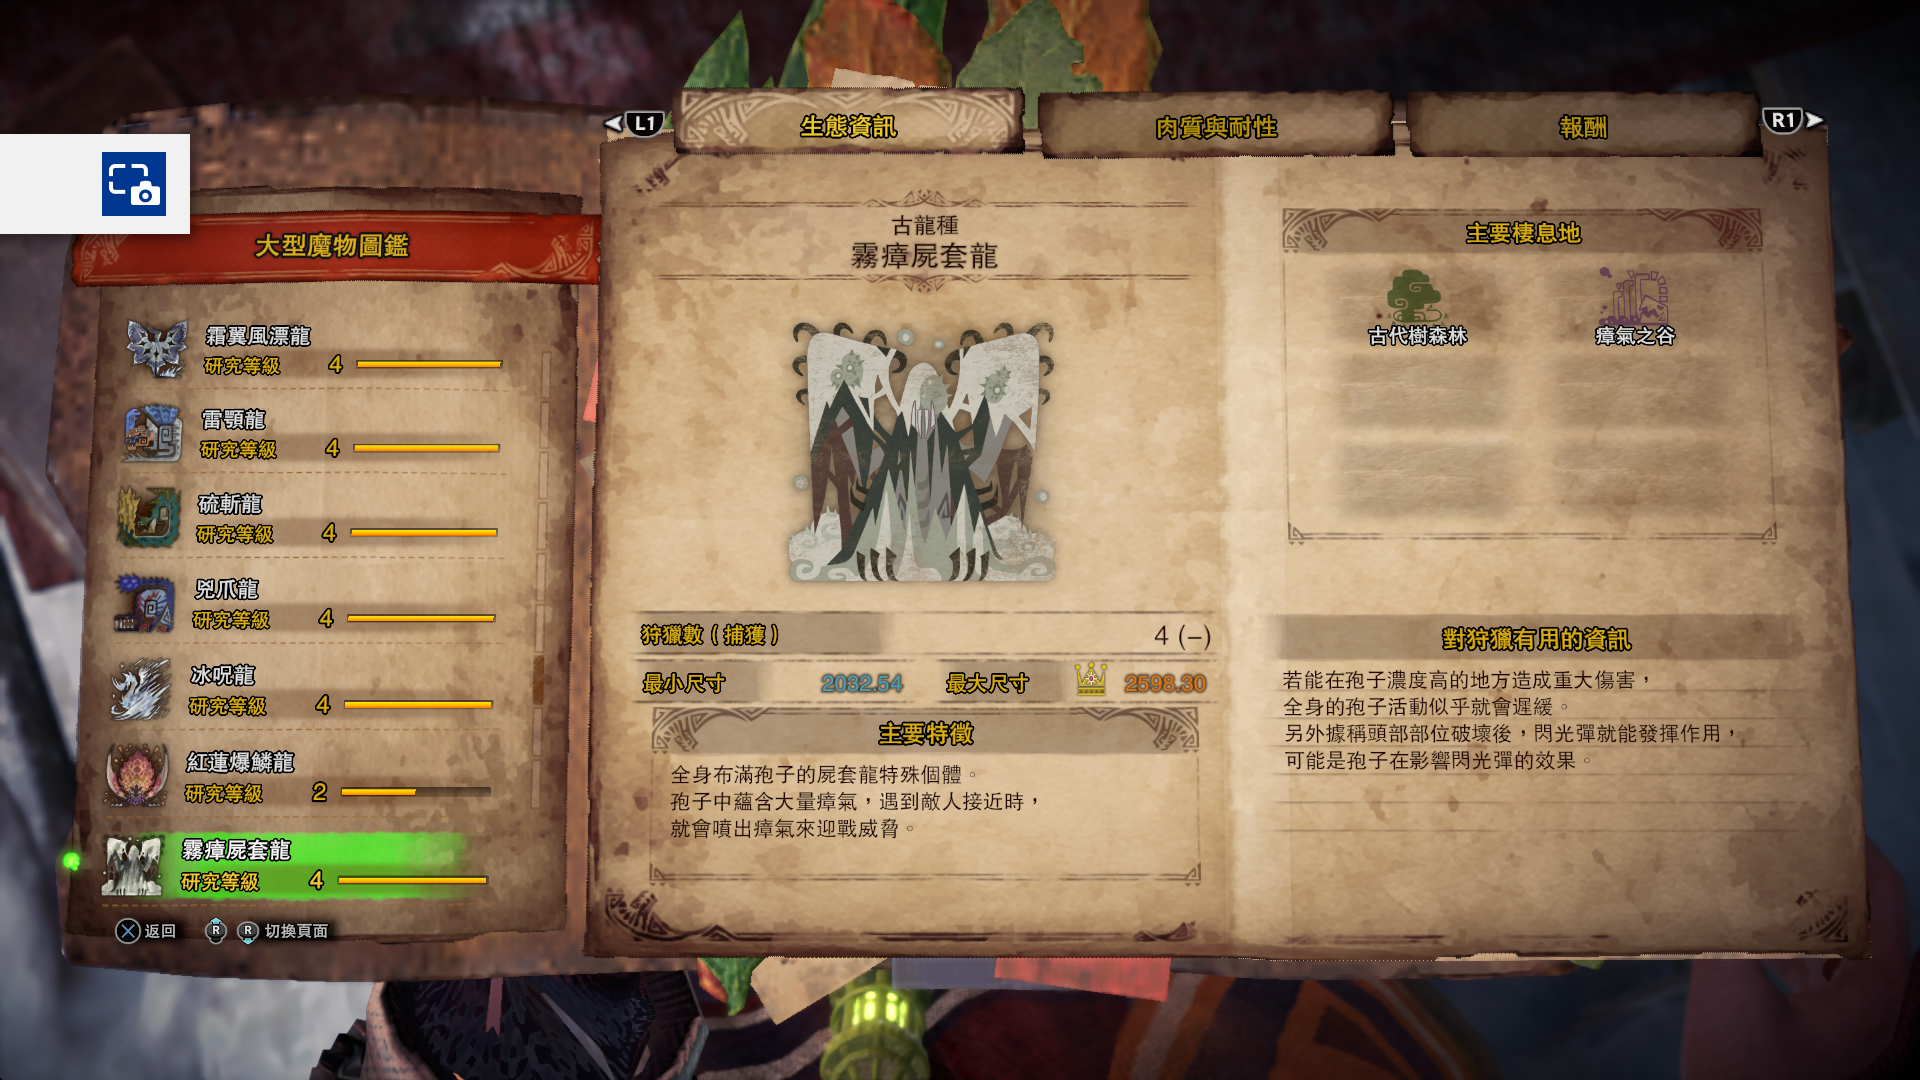 L1
生態資訊
肉質與耐性
報酬
R1
大型魔物圖鑑
霜翼風漂龍
研究等級 4
雷顎龍
研究等級 4
硫斬龍
研究等級 4
兇爪龍
研究等級 4
冰呪龍
研究等級 4
紅蓮爆鱗龍
研究等級 2
霧瘴屍套龍
研究等級 4
返回 R R 切換頁面
古龍種
霧瘴屍套龍
狩獵數(捕獲) 4 (–)
最小尺寸 2032.54 最大尺寸 2598.30
主要特徵
全身布滿孢子的屍套龍特殊個體。
孢子中蘊含大量瘴氣,遇到敵人接近時,
就會噴出瘴氣來迎戰威脅。
主要棲息地
古代樹森林 瘴氣之谷
對狩獵有用的資訊
若能在孢子濃度高的地方造成重大傷害,
全身的孢子活動似乎就會遲緩。
另外據稱頭部部位破壞後,閃光彈就能發揮作用,
可能是孢子在影響閃光彈的效果。